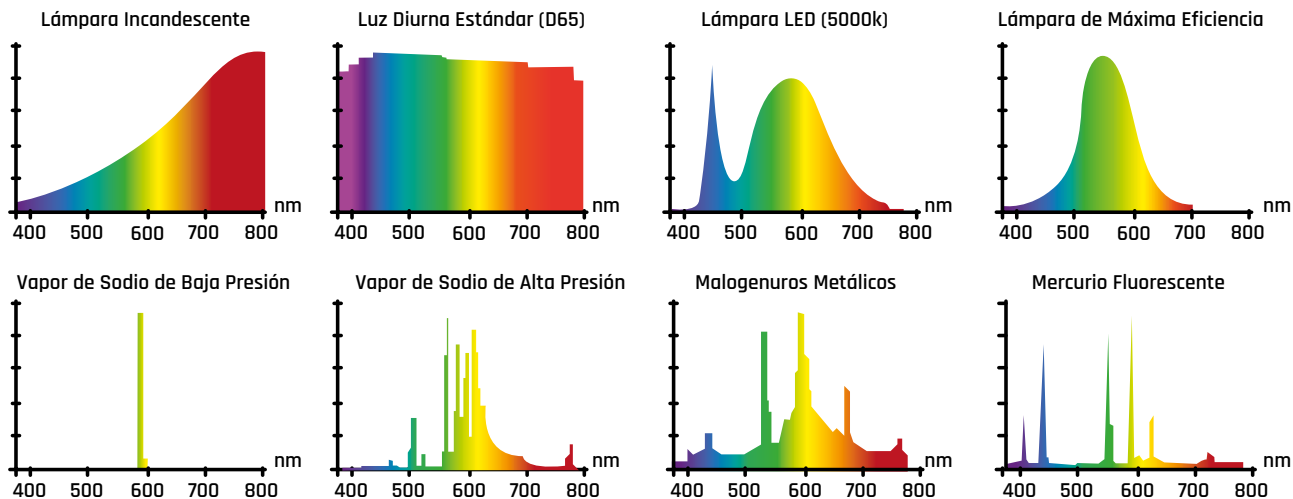 Lámpara Incandescente
nm
400 500 600 700 800
Luz Diurna Estándar (D65)
nm
400 500 600 700 800
Lámpara LED (5000k)
nm
400 500 600 700 800
Lámpara de Máxima Eficiencia
nm
400 500 600 700 800
Vapor de Sodio de Baja Presión
nm
400 500 600 700 800
Vapor de Sodio de Alta Presión
nm
400 500 600 700 800
Malogenuros Metálicos
nm
400 500 600 700 800
Mercurio Fluorescente
nm
400 500 600 700 800